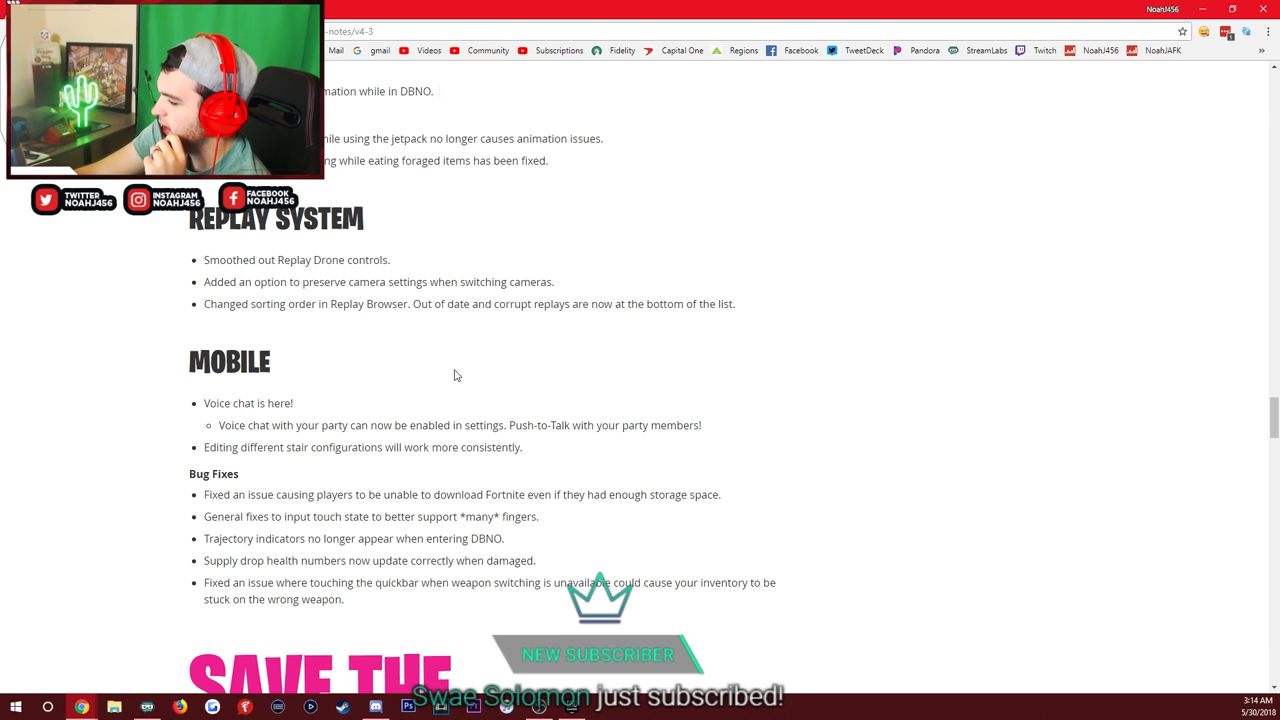 NoahJ456
-notes/v4-3
Mail gmail Videos Community Subscriptions Fidelity Capital One Regions Facebook TweetDeck Pandora StreamLabs Twitch NoahJ456 NoahJAFK »
mation while in DBNO.
ile using the jetpack no longer causes animation issues.
ng while eating foraged items has been fixed.
TWITTER
NOAHJ456
INSTAGRAM
NOAHJ456
FACEBOOK
NOAHJ456
REPLAY SYSTEM
• Smoothed out Replay Drone controls.
• Added an option to preserve camera settings when switching cameras.
• Changed sorting order in Replay Browser. Out of date and corrupt replays are now at the bottom of the list.
MOBILE
• Voice chat is here!
○ Voice chat with your party can now be enabled in settings. Push-to-Talk with your party members!
• Editing different stair configurations will work more consistently.
Bug Fixes
• Fixed an issue causing players to be unable to download Fortnite even if they had enough storage space.
• General fixes to input touch state to better support *many* fingers.
• Trajectory indicators no longer appear when entering DBNO.
• Supply drop health numbers now update correctly when damaged.
• Fixed an issue where touching the quickbar when weapon switching is unavailable could cause your inventory to be
stuck on the wrong weapon.
SAVE THE
NEW SUBSCRIBER
Swae Solomon just subscribed!
3:14 AM
5/30/2018